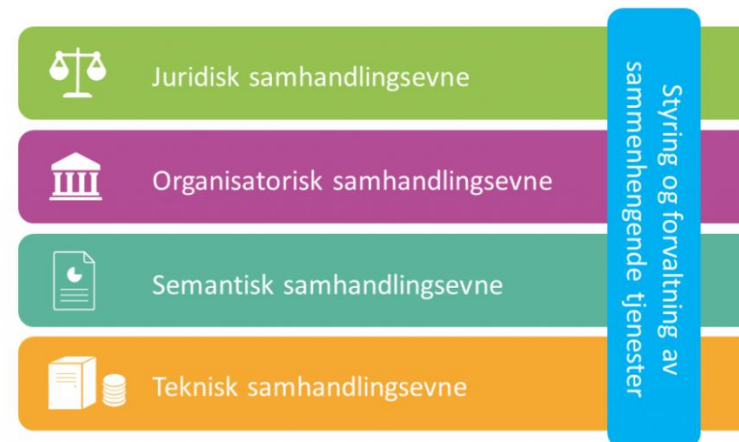 Juridisk samhandlingsevne
Organisatorisk samhandlingsevne
Semantisk samhandlingsevne
Teknisk samhandlingsevne
Styring og forvaltning av
sammenhengende tjenester